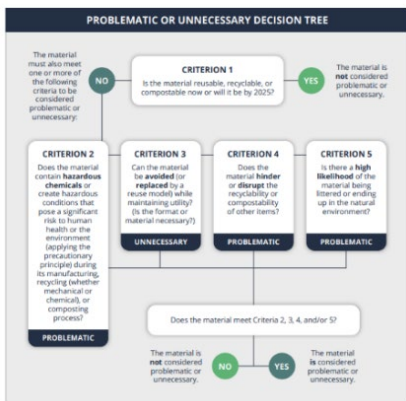 PROBLEMATIC OR UNNECESSARY DECISION TREE
The material
must also meet
one or more of
the following
criteria to be
considered
problematic or
unnecessary:
NO
CRITERION 1
Is the material reusable, recyclable, or
compostable now or will it be by 2025?
YES
The material is
not considered
problematic or
unnecessary.
CRITERION 2
Does the material
contain hazardous
chemicals or
create hazardous
conditions that
pose a significant
risk to human
health or the
environment
(applying the
precautionary
principle) during
its manufacturing,
recycling (whether
mechanical or
chemical), or
composting
process?
PROBLEMATIC
CRITERION 3
Can the material
be avoided (or
replaced by a
reuse model) while
maintaining utility?
(Is the format or
material necessary?)
UNNECESSARY
CRITERION 4
Does the
material hinder
or disrupt the
recyclability or
compostability
of other items?
PROBLEMATIC
CRITERION 5
Is there a high
likelihood of the
material being
littered or ending
up in the natural
environment?
PROBLEMATIC
Does the material meet Criteria 2, 3, 4, and/or 5?
The material is
not considered
problematic or
unnecessary.
NO
YES
The material
is considered
problematic or
unnecessary.